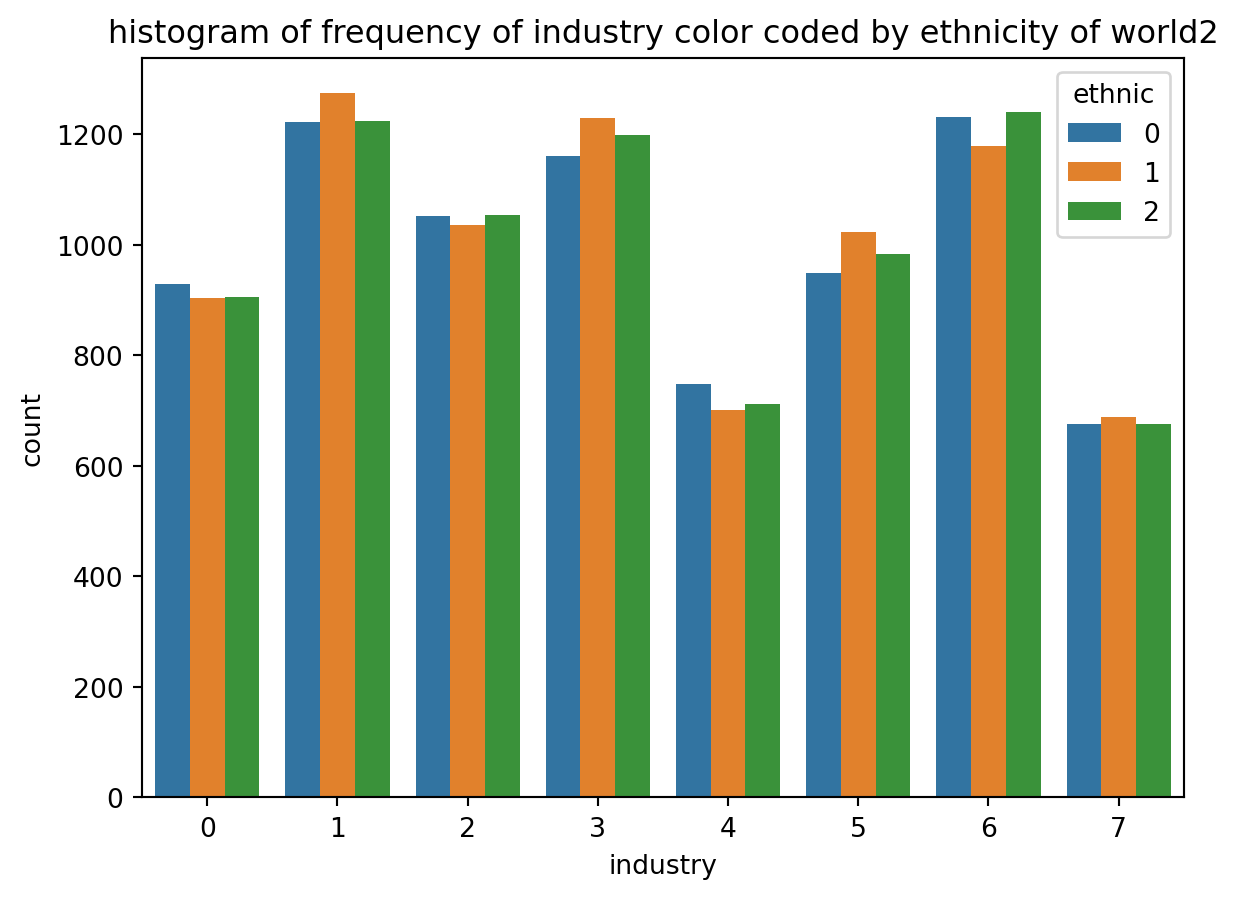 histogram of frequency of industry color coded by ethnicity of world2
ethnic
0
1
2
1200
1000
800
600
400
200
0
count
0 1 2 3 4 5 6 7
industry